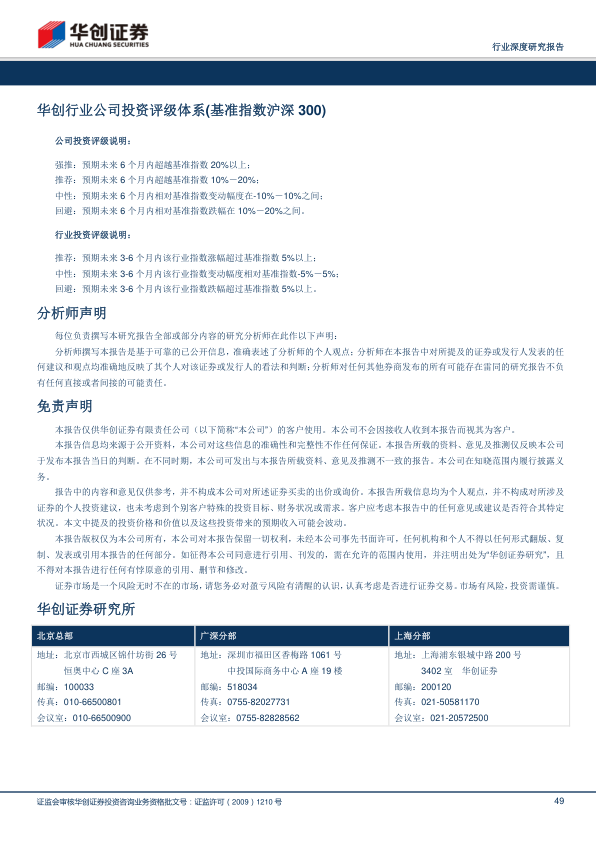 华创证券
HUA CHUANG SECURITIES
行业深度研究报告
华创行业公司投资评级体系(基准指数沪深 300)
公司投资评级说明：
强推：预期未来 6 个月内超越基准指数 20%以上；
推荐：预期未来 6 个月内超越基准指数 10%－20%；
中性：预期未来 6 个月内相对基准指数变动幅度在-10%－10%之间；
回避：预期未来 6 个月内相对基准指数跌幅在 10%－20%之间。
行业投资评级说明：
推荐：预期未来 3-6 个月内该行业指数涨幅超过基准指数 5%以上；
中性：预期未来 3-6 个月内该行业指数变动幅度相对基准指数-5%－5%；
回避：预期未来 3-6 个月内该行业指数跌幅超过基准指数 5%以上。
分析师声明
每位负责撰写本研究报告全部或部分内容的研究分析师在此作以下声明：
分析师撰写本报告是基于可靠的已公开信息，准确表述了分析师的个人观点；分析师在本报告中对所提及的证券或发行人发表的任
何建议和观点均准确地反映了其个人对该证券或发行人的看法和判断；分析师对任何其他券商发布的所有可能存在雷同的研究报告不负
有任何直接或者间接的可能责任。
免责声明
本报告仅供华创证券有限责任公司（以下简称“本公司”）的客户使用。本公司不会因接收人收到本报告而视其为客户。
本报告信息均来源于公开资料，本公司对这些信息的准确性和完整性不作任何保证。本报告所载的资料、意见及推测仅反映本公司
于发布本报告当日的判断。在不同时期，本公司可发出与本报告所载资料、意见及推测不一致的报告。本公司在知晓范围内履行披露义
务。
报告中的内容和意见仅供参考，并不构成本公司对所述证券买卖的出价或询价。本报告所载信息均为个人观点，并不构成对所涉及
证券的个人投资建议，也未考虑到个别客户特殊的投资目标、财务状况或需求。客户应考虑本报告中的任何意见或建议是否符合其特定
状况。本文中提及的投资价格和价值以及这些投资带来的预期收入可能会波动。
本报告版权仅为本公司所有，本公司对本报告保留一切权利，未经本公司事先书面许可，任何机构和个人不得以任何形式翻版、复
制、发表或引用本报告的任何部分。如征得本公司同意进行引用、刊发的，需在允许的范围内使用，并注明出处为“华创证券研究”，且
不得对本报告进行任何有悖原意的引用、删节和修改。
证券市场是一个风险无时不在的市场，请您务必对盈亏风险有清醒的认识，认真考虑是否进行证券交易。市场有风险，投资需谨慎。
华创证券研究所
北京总部 广深分部 上海分部
地址：北京市西城区锦什坊街 26 号 地址：深圳市福田区香梅路 1061 号 地址：上海浦东银城中路 200 号
恒奥中心 C 座 3A 中投国际商务中心 A 座 19 楼 3402 室 华创证券
邮编：100033 邮编：518034 邮编：200120
传真：010-66500801 传真：0755-82027731 传真：021-50581170
会议室：010-66500900 会议室：0755-82828562 会议室：021-20572500
证监会审核华创证券投资咨询业务资格批文号：证监许可（2009）1210 号
49